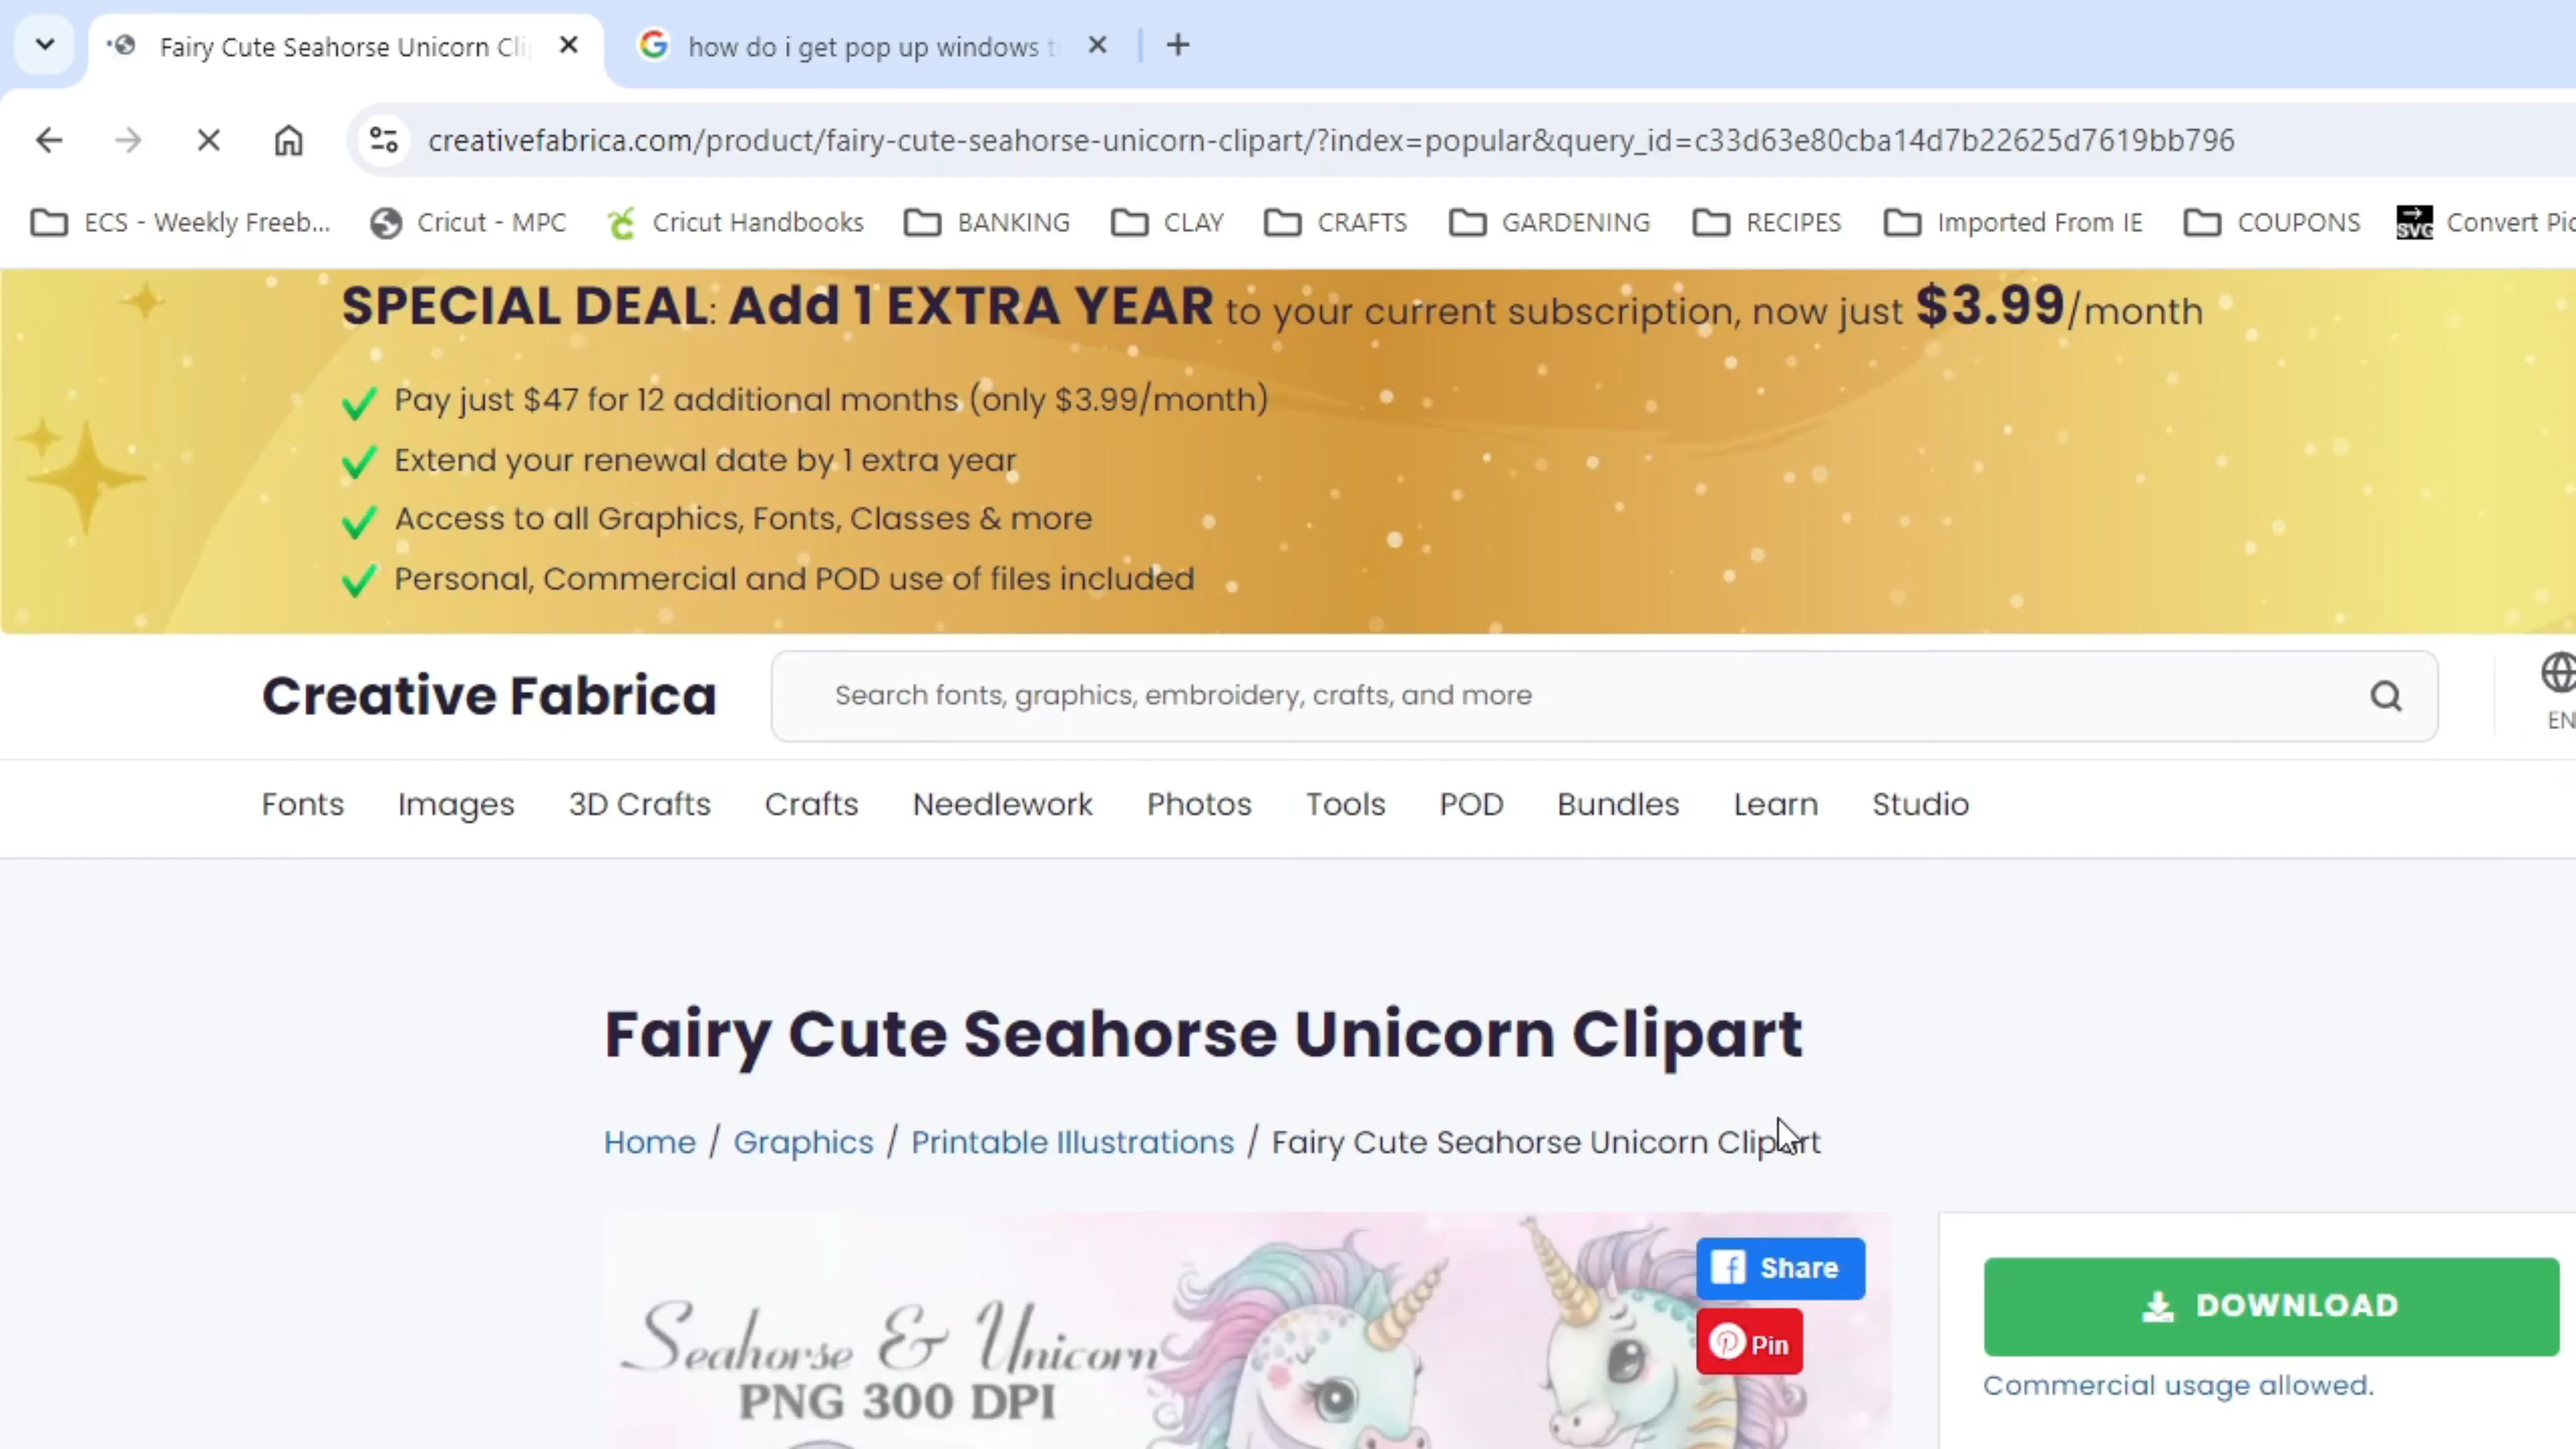 Fairy Cute Seahorse Unicorn Cli
how do i get pop up windows t
creativefabrica.com/product/fairy-cute-seahorse-unicorn-clipart/?index=popular&query_id=c33d63e80cba14d7b22625d7619bb796
ECS - Weekly Freeb... Cricut - MPC Cricut Handbooks BANKING CLAY CRAFTS GARDENING RECIPES Imported From IE COUPONS SVG Convert Pic
SPECIAL DEAL: Add 1 EXTRA YEAR to your current subscription, now just $3.99/month
Pay just $47 for 12 additional months (only $3.99/month)
Extend your renewal date by 1 extra year
Access to all Graphics, Fonts, Classes & more
Personal, Commercial and POD use of files included
Creative Fabrica
Search fonts, graphics, embroidery, crafts, and more
EN
Fonts Images 3D Crafts Crafts Needlework Photos Tools POD Bundles Learn Studio
Fairy Cute Seahorse Unicorn Clipart
Home / Graphics / Printable Illustrations / Fairy Cute Seahorse Unicorn Clipart
Share
Pin
Seahorse & Unicorn
PNG 300 DPI
DOWNLOAD
Commercial usage allowed.